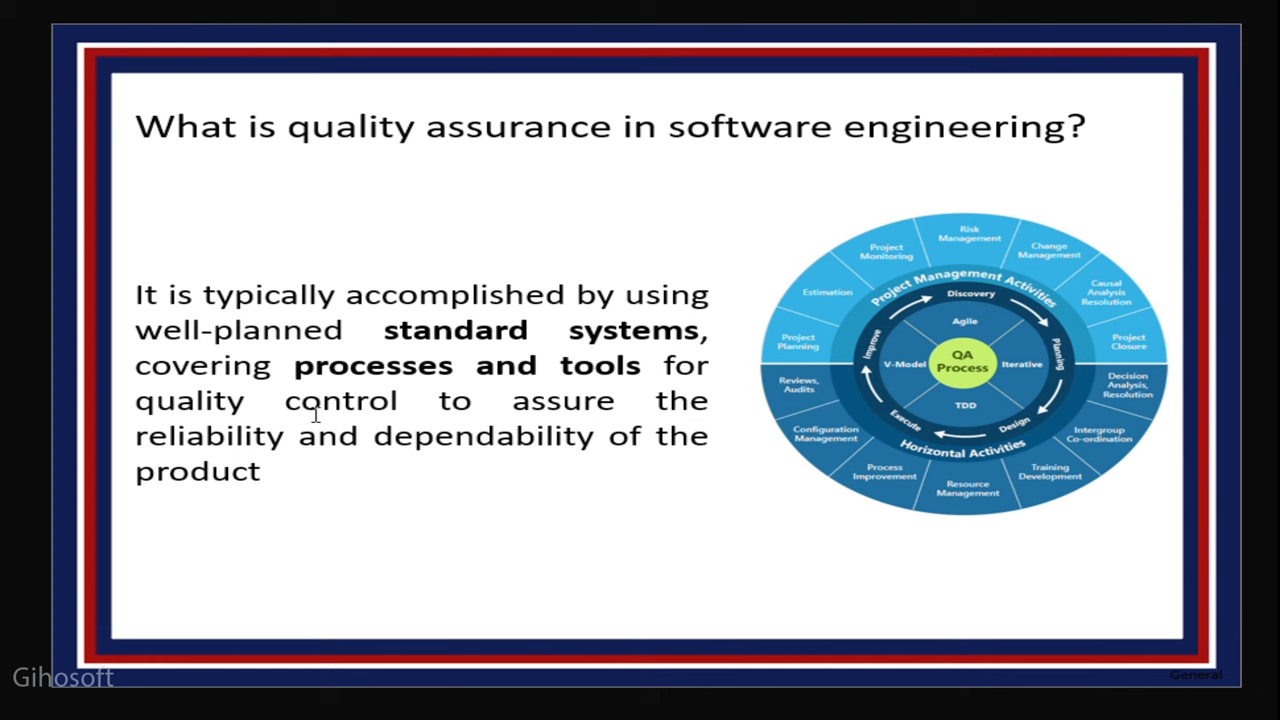 What is quality assurance in software engineering?
It is typically accomplished by using
well-planned standard systems,
covering processes and tools for
quality control to assure the
reliability and dependability of the
product
Risk
Management
Change
Management
Causal
Analysis
Resolution
Project
Closure
Decision
Analysis,
Resolution
Intergroup
Co-ordination
Training
Development
Resource
Management
Process
Improvement
Configuration
Management
Reviews,
Audits
Project
Planning
Estimation
Project
Monitoring
Project Management Activities
Horizontal Activities
Discovery
Planning
Design
Execute
Improve
Agile
Iterative
TDD
V-Model
QA
Process
Gihosoft
General